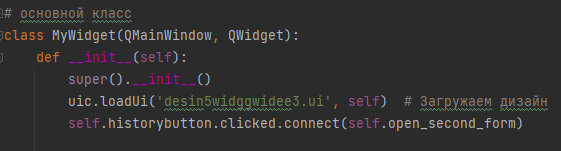 # основной класс
class MyWidget(QMainWindow, QWidget):
    def __init__(self):
        super().__init__()
        uic.loadUi('desin5widqgwidee3.ui', self)  # Загружаем дизайн
        self.historybutton.clicked.connect(self.open_second_form)